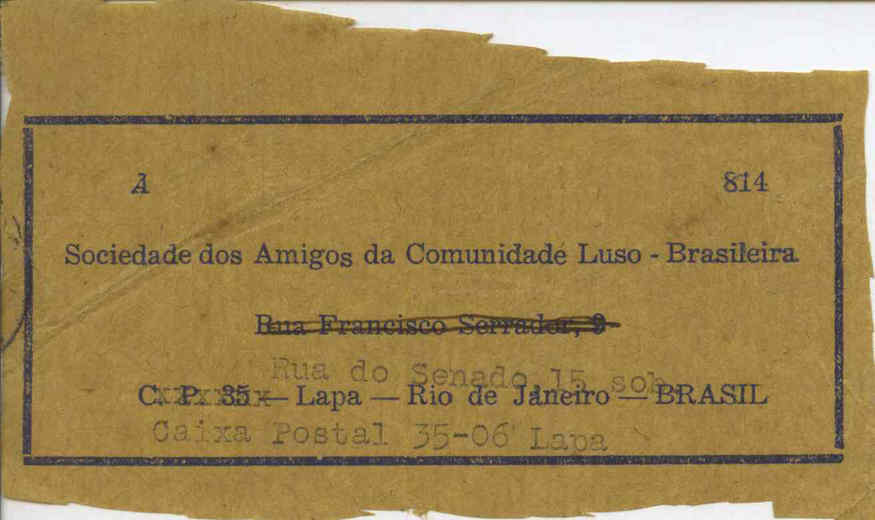 A 814
Sociedade dos Amigos da Comunidade Luso - Brasileira
Rua Francisco Serrador, 9
Rua do Senado 15 sob.
C. P. 35 — Lapa — Rio de Janeiro — BRASIL
Caixa Postal 35-06 Lapa